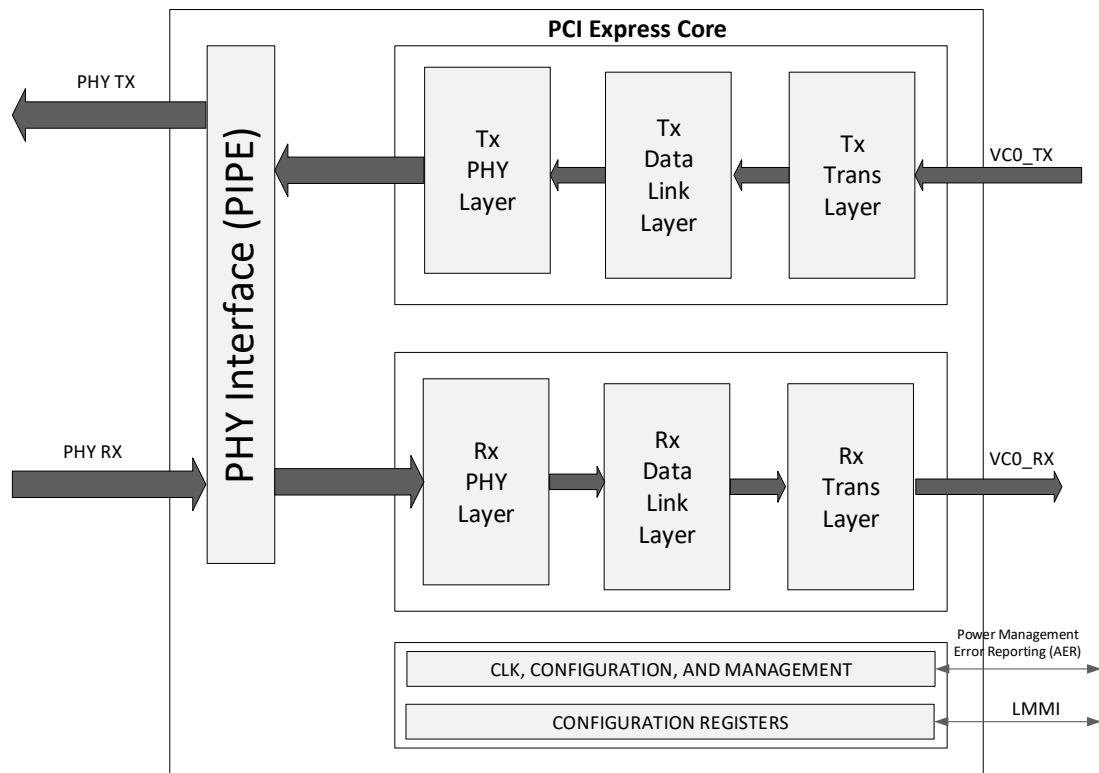 PCI Express Core
PHY TX
PHY Interface (PIPE)
Tx
PHY
Layer
Tx
Data
Link
Layer
Tx
Trans
Layer
VC0_TX
PHY RX
Rx
PHY
Layer
Rx
Data
Link
Layer
Rx
Trans
Layer
VC0_RX
CLK, CONFIGURATION, AND MANAGEMENT
Power Management
Error Reporting (AER)
CONFIGURATION REGISTERS
LMMI